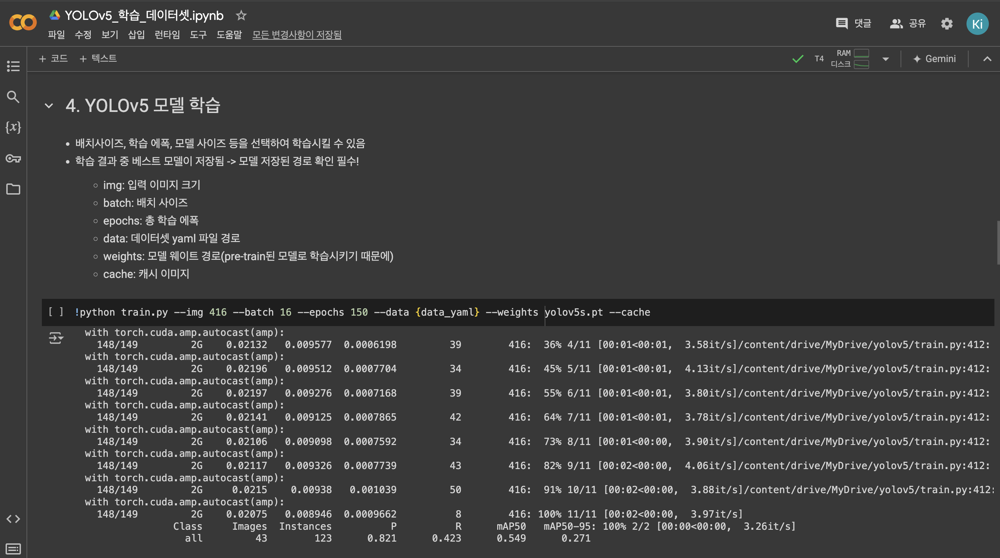 YOLOv5_학습_데이터셋.ipynb
파일 수정 보기 삽입 런타임 도구 도움말 모든 변경사항이 저장됨
댓글 공유 Ki
+ 코드 + 텍스트
T4 RAM 디스크 Gemini
4. YOLOv5 모델 학습
• 배치사이즈, 학습 에폭, 모델 사이즈 등을 선택하여 학습시킬 수 있음
• 학습 결과 중 베스트 모델이 저장됨 -> 모델 저장된 경로 확인 필수!
◦ img: 입력 이미지 크기
◦ batch: 배치 사이즈
◦ epochs: 총 학습 에폭
◦ data: 데이터셋 yaml 파일 경로
◦ weights: 모델 웨이트 경로(pre-train된 모델로 학습시키기 때문에)
◦ cache: 캐시 이미지
[ ] !python train.py --img 416 --batch 16 --epochs 150 --data {data_yaml} --weights yolov5s.pt --cache
with torch.cuda.amp.autocast(amp):
148/149 2G 0.02132 0.009577 0.0006198 39 416: 36% 4/11 [00:01<00:01, 3.58it/s]/content/drive/MyDrive/yolov5/train.py:412:
with torch.cuda.amp.autocast(amp):
148/149 2G 0.02196 0.009512 0.0007704 34 416: 45% 5/11 [00:01<00:01, 4.13it/s]/content/drive/MyDrive/yolov5/train.py:412:
with torch.cuda.amp.autocast(amp):
148/149 2G 0.02197 0.009276 0.0007168 39 416: 55% 6/11 [00:01<00:01, 3.80it/s]/content/drive/MyDrive/yolov5/train.py:412:
with torch.cuda.amp.autocast(amp):
148/149 2G 0.02141 0.009125 0.0007865 42 416: 64% 7/11 [00:01<00:01, 3.78it/s]/content/drive/MyDrive/yolov5/train.py:412:
with torch.cuda.amp.autocast(amp):
148/149 2G 0.02106 0.009098 0.0007592 34 416: 73% 8/11 [00:01<00:00, 3.90it/s]/content/drive/MyDrive/yolov5/train.py:412:
with torch.cuda.amp.autocast(amp):
148/149 2G 0.02117 0.009326 0.0007739 43 416: 82% 9/11 [00:02<00:00, 4.06it/s]/content/drive/MyDrive/yolov5/train.py:412:
with torch.cuda.amp.autocast(amp):
148/149 2G 0.0215 0.00938 0.001039 50 416: 91% 10/11 [00:02<00:00, 3.88it/s]/content/drive/MyDrive/yolov5/train.py:412:
with torch.cuda.amp.autocast(amp):
148/149 2G 0.02075 0.008946 0.0009662 8 416: 100% 11/11 [00:02<00:00, 3.97it/s]
Class Images Instances P R mAP50 mAP50-95: 100% 2/2 [00:00<00:00, 3.26it/s]
all 43 123 0.821 0.423 0.549 0.271